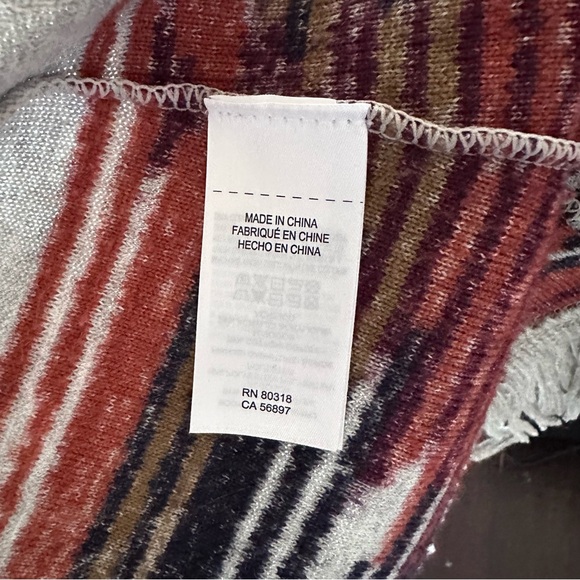 MADE IN CHINA
FABRIQUÉ EN CHINE
HECHO EN CHINA
RN 80318
CA 56897